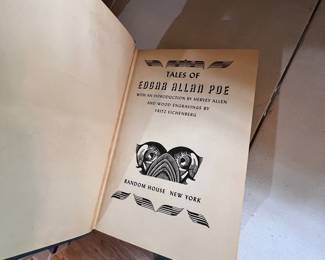 TALES OF
EDGAR ALLAN POE
WITH AN INTRODUCTION BY HERVEY ALLEN
AND WOOD ENGRAVINGS BY
FRITZ EICHENBERG
RANDOM HOUSE NEW YORK